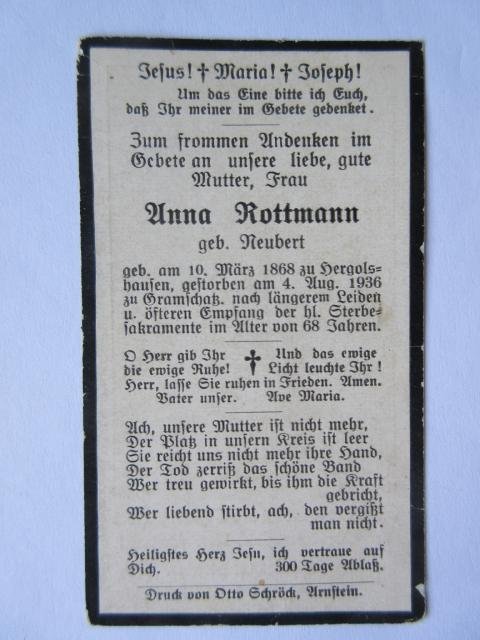 Jesus! † Maria! † Joseph!
Um das Eine bitte ich Euch,
daß Ihr meiner im Gebete gedenket.
Zum frommen Andenken im
Gebete an unsere liebe, gute
Mutter, Frau
Anna Rottmann
geb. Neubert
geb. am 10. März 1868 zu Hergols-
hausen, gestorben am 4. Aug. 1936
zu Gramschatz, nach längerem Leiden
u. öfteren Empfang der hl. Sterbe-
sakramente im Alter von 68 Jahren.
O Herr gib Ihr † Und das ewige
die ewige Ruhe! Licht leuchte Ihr!
Herr, lasse Sie ruhen in Frieden. Amen.
Vater unser. Ave Maria.
Ach, unsere Mutter ist nicht mehr,
Der Platz in unsern Kreis ist leer
Sie reicht uns nicht mehr ihre Hand,
Der Tod zerriß das schöne Band
Wer treu gewirkt, bis ihm die Kraft
gebricht,
Wer liebend stirbt, ach, den vergißt
man nicht.
Heiligstes Herz Jesu, ich vertraue auf
Dich. 300 Tage Ablaß.
Druck von Otto Schröck, Arnstein.